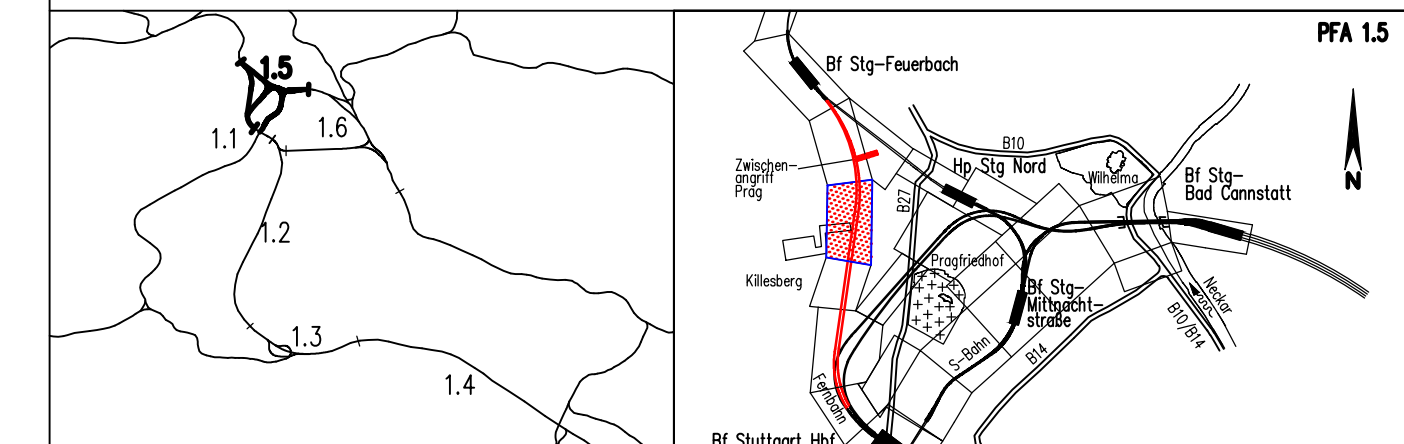 1.5
1.1
1.6
1.2
1.3
1.4
PFA 1.5
Bf Stg-Feuerbach
B10
Zwischen-
angriff
Prag
Hp Stg Nord
Wilhelma
Bf Stg-
Bad Cannstatt
N
B27
Killesberg
Pragfriedhof
Bf Stg-
Mittnacht-
straße
Neckar
B10/B14
S-Bahn
B14
Fernbahn
Bf Stuttgart Hbf